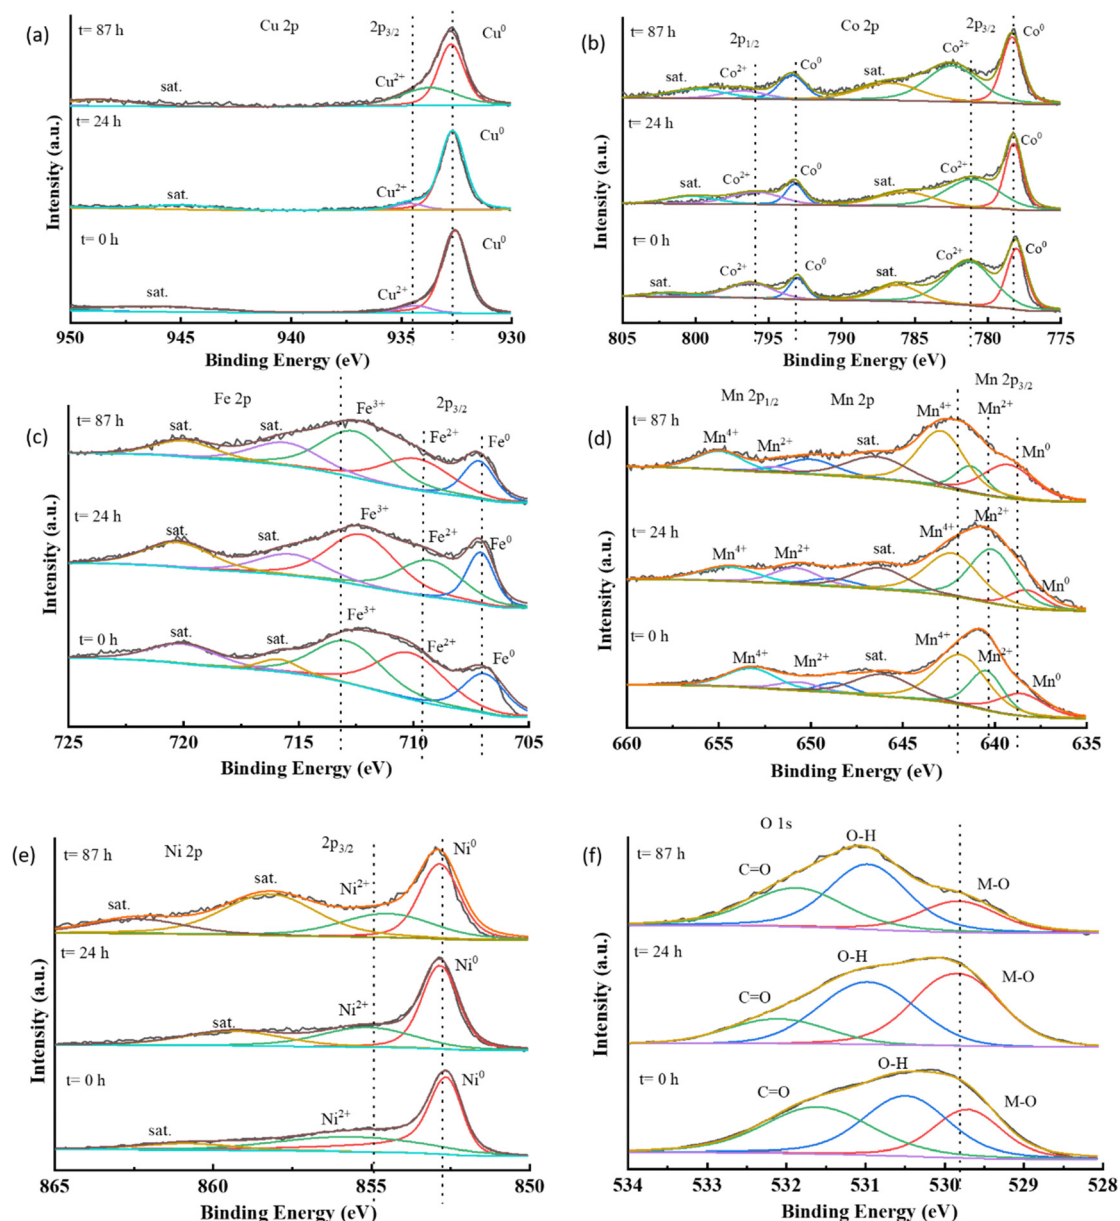 (a)
t= 87 h
Cu 2p
2p3/2
Cu⁰
Cu²⁺
sat.
t= 24 h
Cu⁰
Cu²⁺
sat.
t= 0 h
Cu⁰
Cu²⁺
sat.
Intensity (a.u.)
950 945 940 935 930
Binding Energy (eV)
(b)
t= 87 h
Co 2p
2p1/2
2p3/2
Co⁰
Co²⁺
Co⁰
Co²⁺
sat.
sat.
t= 24 h
Co⁰
Co²⁺
Co⁰
Co²⁺
sat.
sat.
t= 0 h
Co⁰
Co²⁺
Co⁰
Co²⁺
sat.
sat.
Intensity (a.u.)
805 800 795 790 785 780 775
Binding Energy (eV)
(c)
t= 87 h
Fe 2p
2p3/2
Fe³⁺
Fe²⁺
Fe⁰
sat.
sat.
t= 24 h
Fe³⁺
Fe²⁺
Fe⁰
sat.
sat.
t= 0 h
Fe³⁺
Fe²⁺
Fe⁰
sat.
sat.
Intensity (a.u.)
725 720 715 710 705
Binding Energy (eV)
(d)
Mn 2p1/2
Mn 2p
Mn 2p3/2
t= 87 h
Mn⁴⁺
Mn²⁺
Mn⁴⁺
Mn²⁺
sat.
Mn⁰
t= 24 h
Mn⁴⁺
Mn²⁺
Mn⁴⁺
Mn²⁺
sat.
Mn⁰
t= 0 h
Mn⁴⁺
Mn²⁺
Mn⁴⁺
Mn²⁺
sat.
Mn⁰
Intensity (a.u.)
660 655 650 645 640 635
Binding Energy (eV)
(e)
t= 87 h
Ni 2p
2p3/2
Ni⁰
Ni²⁺
sat.
sat.
t= 24 h
Ni⁰
Ni²⁺
sat.
t= 0 h
Ni⁰
Ni²⁺
sat.
Intensity (a.u.)
865 860 855 850
Binding Energy (eV)
(f)
O 1s
t= 87 h
O-H
C=O
M-O
t= 24 h
O-H
C=O
M-O
t= 0 h
O-H
C=O
M-O
Intensity (a.u.)
534 533 532 531 530 529 528
Binding Energy (eV)